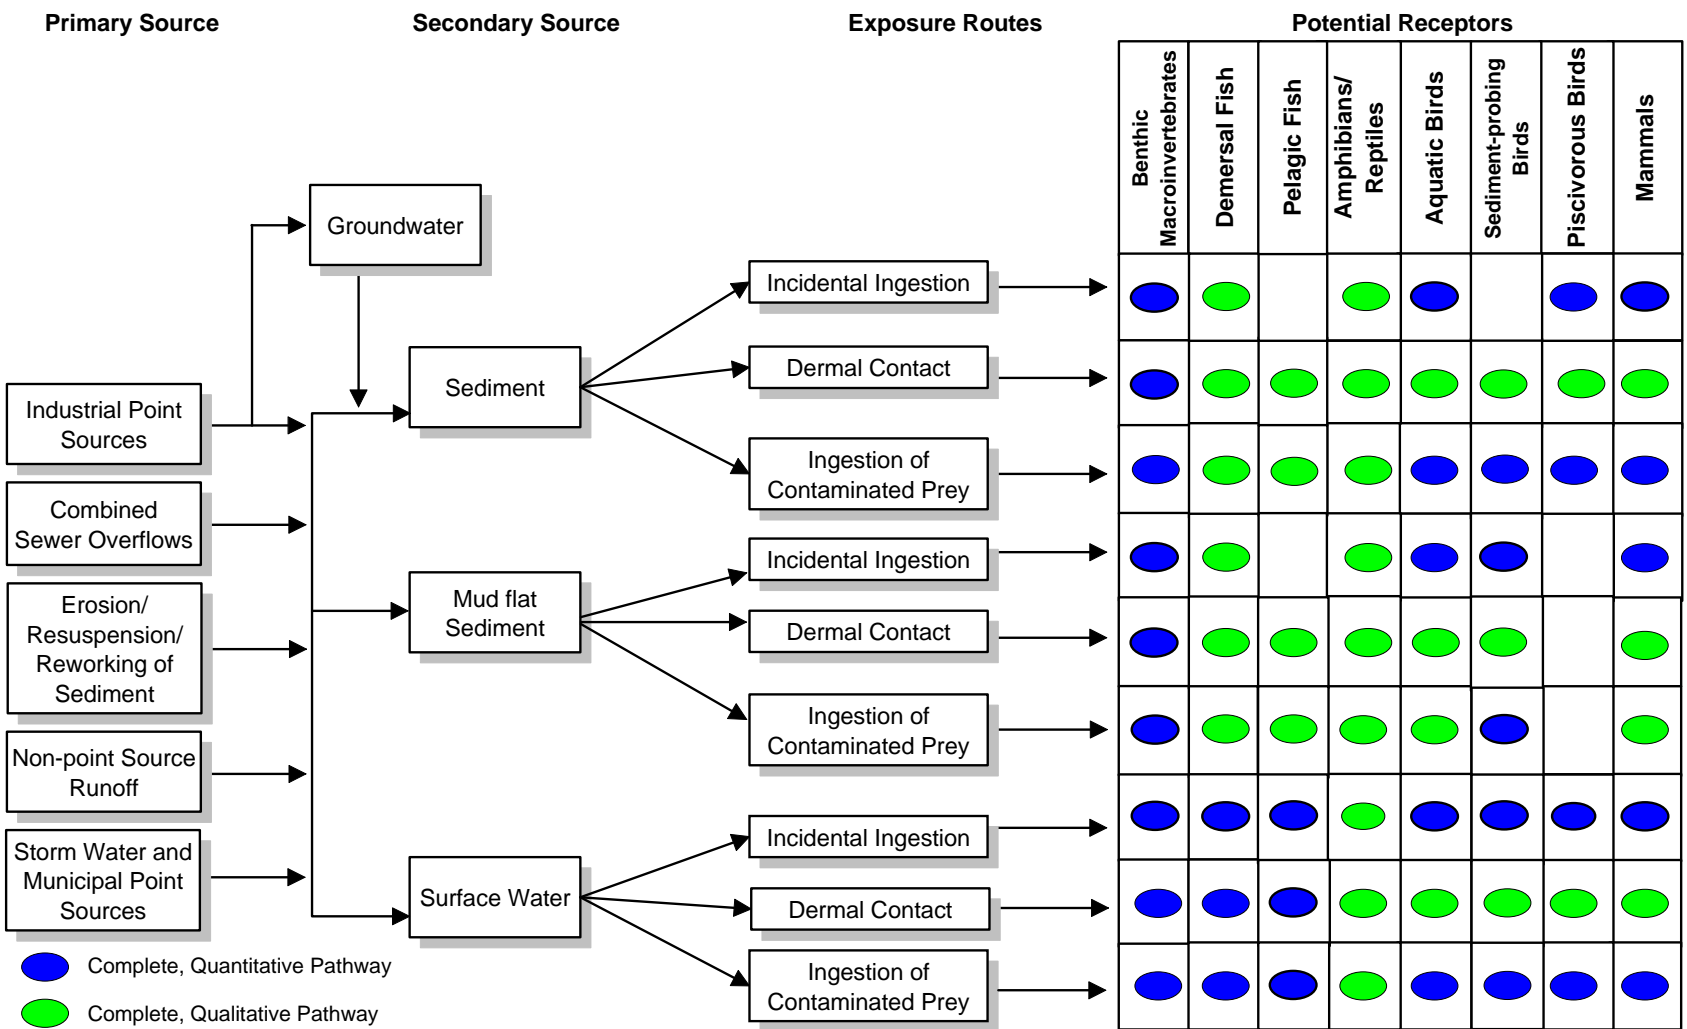 Primary Source
Secondary Source
Exposure Routes
Potential Receptors
Benthic
Macroinvertebrates
Demersal Fish
Pelagic Fish
Amphibians/
Reptiles
Aquatic Birds
Sediment-probing
Birds
Piscivorous Birds
Mammals
Groundwater
Industrial Point
Sources
Combined
Sewer Overflows
Erosion/
Resuspension/
Reworking of
Sediment
Non-point Source
Runoff
Storm Water and
Municipal Point
Sources
Sediment
Mud flat
Sediment
Surface Water
Incidental Ingestion
Dermal Contact
Ingestion of
Contaminated Prey
Incidental Ingestion
Dermal Contact
Ingestion of
Contaminated Prey
Incidental Ingestion
Dermal Contact
Ingestion of
Contaminated Prey
Complete, Quantitative Pathway
Complete, Qualitative Pathway